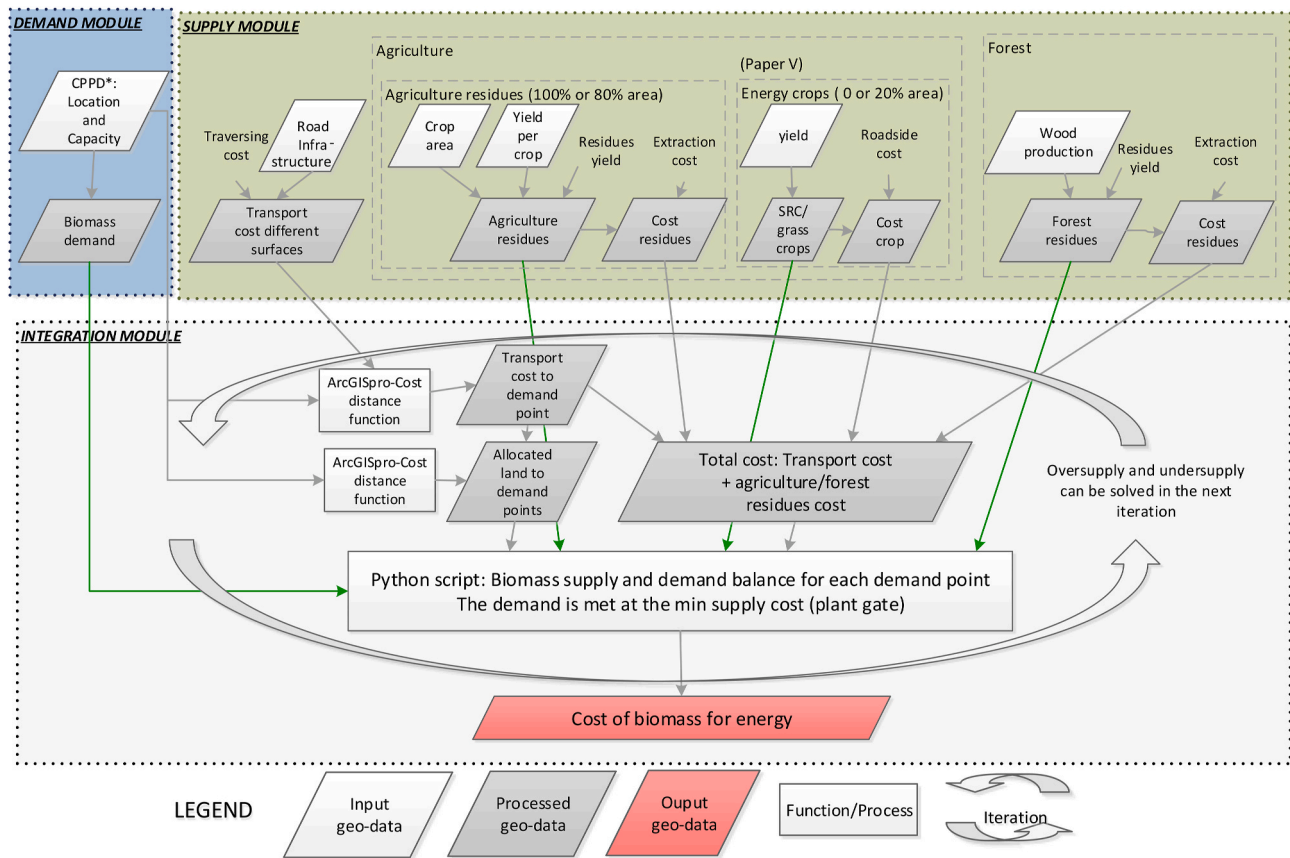 DEMAND MODULE
CPPD*:
Location
and
Capacity
Biomass
demand
SUPPLY MODULE
Traversing
cost
Road
Infra-
structure
Transport
cost different
surfaces
Agriculture
Agriculture residues (100% or 80% area)
Crop
area
Yield
per
crop
Residues
yield
Extraction
cost
Agriculture
residues
Cost
residues
(Paper V)
Energy crops ( 0 or 20% area)
yield
Roadside
cost
SRC/
grass
crops
Cost
crop
Forest
Wood
production
Residues
yield
Extraction
cost
Forest
residues
Cost
residues
INTEGRATION MODULE
ArcGISpro-Cost
distance
function
Transport
cost to
demand
point
ArcGISpro-Cost
distance
function
Allocated
land to
demand
points
Total cost: Transport cost
+ agriculture/forest
residues cost
Oversupply and undersupply
can be solved in the next
iteration
Python script: Biomass supply and demand balance for each demand point
The demand is met at the min supply cost (plant gate)
Cost of biomass for energy
LEGEND
Input
geo-data
Processed
geo-data
Ouput
geo-data
Function/Process
Iteration